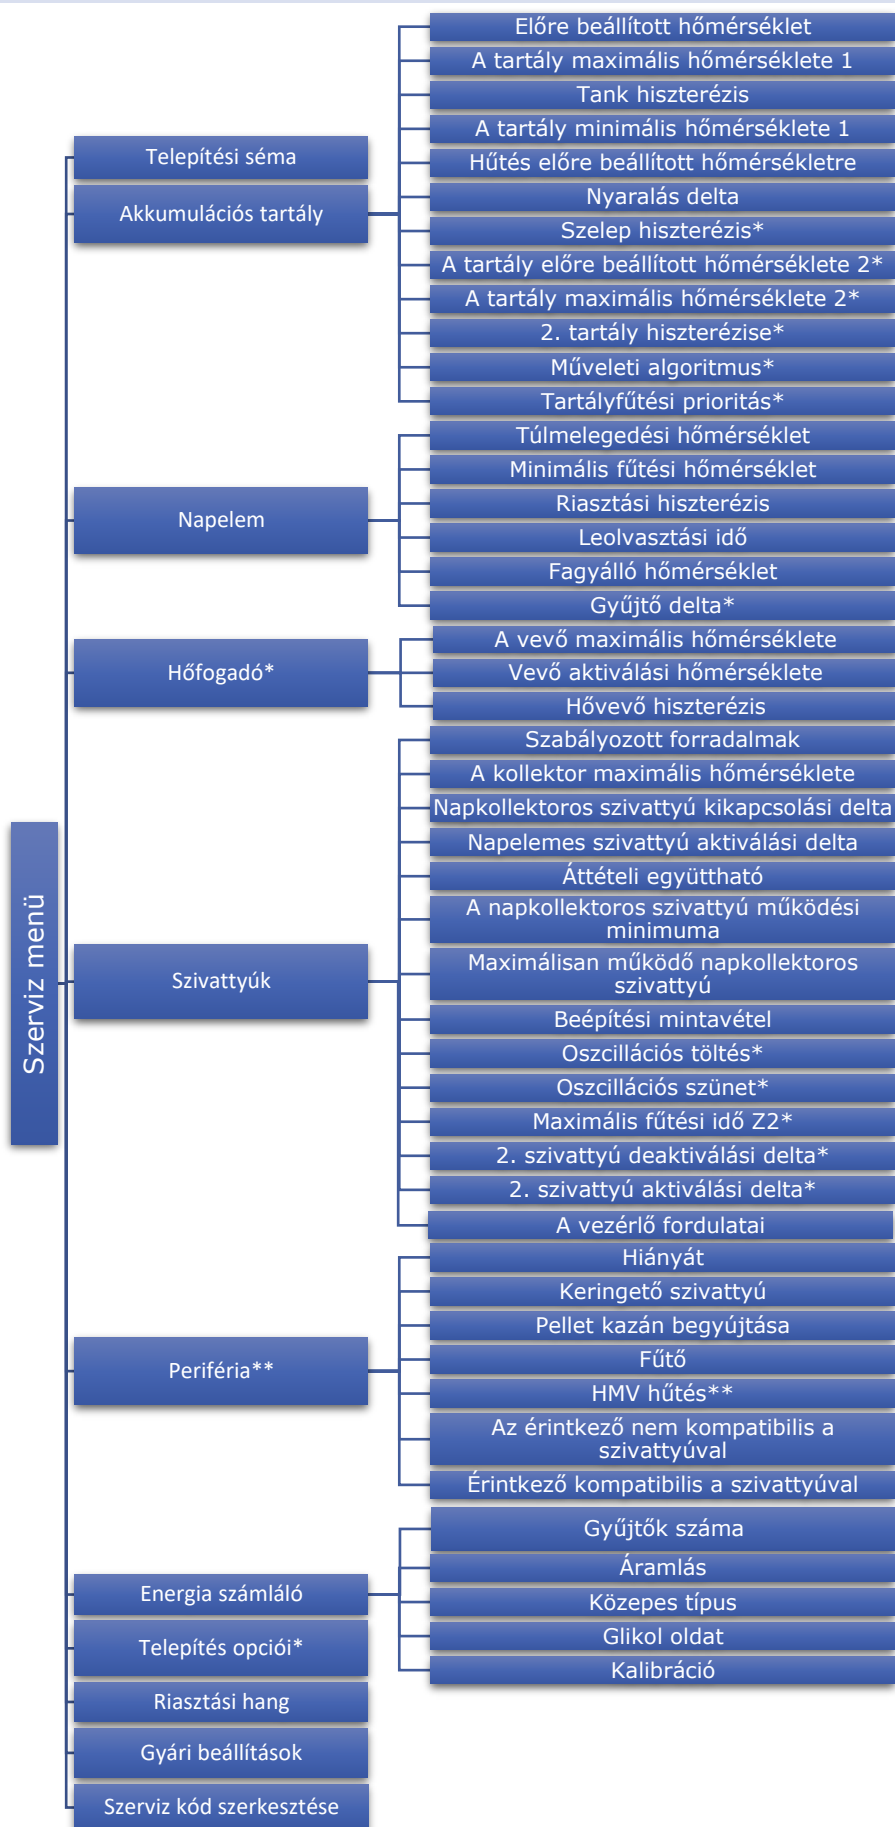 Szerviz menü
Telepítési séma
Akkumulációs tartály
Előre beállított hőmérséklet
A tartály maximális hőmérséklete 1
Tank hiszterézis
A tartály minimális hőmérséklete 1
Hűtés előre beállított hőmérsékletre
Nyaralás delta
Szelep hiszterézis*
A tartály előre beállított hőmérséklete 2*
A tartály maximális hőmérséklete 2*
2. tartály hiszterézise*
Műveleti algoritmus*
Tartályfűtési prioritás*
Napelem
Túlmelegedési hőmérséklet
Minimális fűtési hőmérséklet
Riasztási hiszterézis
Leolvasztási idő
Fagyálló hőmérséklet
Gyűjtő delta*
Hőfogadó*
A vevő maximális hőmérséklete
Vevő aktiválási hőmérséklete
Hővevő hiszterézis
Szivattyúk
Szabályozott forradalmak
A kollektor maximális hőmérséklete
Napkollektoros szivattyú kikapcsolási delta
Napelemes szivattyú aktiválási delta
Áttételi együttható
A napkollektoros szivattyú működési
minimuma
Maximálisan működő napkollektoros
szivattyú
Beépítési mintavétel
Oszcillációs töltés*
Oszcillációs szünet*
Maximális fűtési idő Z2*
2. szivattyú deaktiválási delta*
2. szivattyú aktiválási delta*
A vezérlő fordulatai
Periféria**
Hiányát
Keringető szivattyú
Pellet kazán begyújtása
Fűtő
HMV hűtés**
Az érintkező nem kompatibilis a
szivattyúval
Érintkező kompatibilis a szivattyúval
Energia számláló
Gyűjtők száma
Áramlás
Közepes típus
Glikol oldat
Kalibráció
Telepítés opciói*
Riasztási hang
Gyári beállítások
Szerviz kód szerkesztése